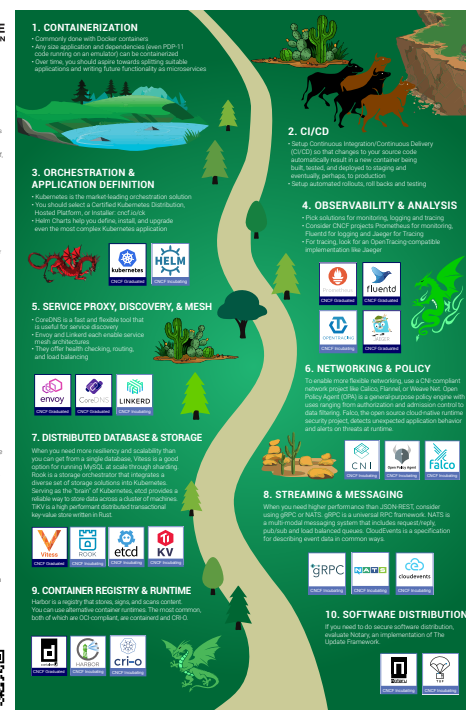 1. CONTAINERIZATION
• Commonly done with Docker containers
• Any size application and dependencies (even PDP-11
code running on an emulator) can be containerized
• Over time, you should aspire towards splitting suitable
applications and writing future functionality as microservices
2. CI/CD
• Setup Continuous Integration/Continuous Delivery
(CI/CD) so that changes to your source code
automatically result in a new container being
built, tested, and deployed to staging and
eventually, perhaps, to production
• Setup automated rollouts, roll backs and testing
3. ORCHESTRATION &
APPLICATION DEFINITION
• Kubernetes is the market-leading orchestration solution
• You should select a Certified Kubernetes Distribution,
Hosted Platform, or Installer: cncf.io/ck
• Helm Charts help you define, install, and upgrade
even the most complex Kubernetes application
kubernetes
CNCF Graduated
HELM
CNCF Incubating
4. OBSERVABILITY & ANALYSIS
• Pick solutions for monitoring, logging and tracing
• Consider CNCF projects Prometheus for monitoring,
Fluentd for logging and Jaeger for Tracing
• For tracing, look for an OpenTracing-compatible
implementation like Jaeger
Prometheus
CNCF Graduated
fluentd
CNCF Graduated
OPENTRACING
CNCF Incubating
JAEGER
CNCF Graduated
5. SERVICE PROXY, DISCOVERY, & MESH
• CoreDNS is a fast and flexible tool that
is useful for service discovery
• Envoy and Linkerd each enable service
mesh architectures
• They offer health checking, routing,
and load balancing
envoy
CNCF Graduated
CoreDNS
CNCF Graduated
LINKERD
CNCF Incubating
6. NETWORKING & POLICY
To enable more flexible networking, use a CNI-compliant
network project like Calico, Flannel, or Weave Net. Open
Policy Agent (OPA) is a general-purpose policy engine with
uses ranging from authorization and admission control to
data filtering. Falco, the open source cloud-native runtime
security project, detects unexpected application behavior
and alerts on threats at runtime.
CNI
CNCF Incubating
Open Policy Agent
CNCF Incubating
Falco
CNCF Incubating
7. DISTRIBUTED DATABASE & STORAGE
When you need more resiliency and scalability than
you can get from a single database, Vitess is a good
option for running MySQL at scale through sharding.
Rook is a storage orchestrator that integrates a
diverse set of storage solutions into Kubernetes.
Serving as the "brain" of Kubernetes, etcd provides a
reliable way to store data across a cluster of machines.
TiKV is a high performant distributed transactional
key-value store written in Rust
Vitess
CNCF Graduated
ROOK
CNCF Incubating
etcd
CNCF Incubating
KV
CNCF Incubating
8. STREAMING & MESSAGING
When you need higher performance than JSON-REST, consider
using gRPC or NATS. gRPC is a universal RPC framework. NATS is
a multi-modal messaging system that includes request/reply,
pub/sub and load balanced queues. CloudEvents is a specification
for describing event data in common ways.
gRPC
CNCF Incubating
NATS
CNCF Incubating
cloudevents
CNCF Incubating
9. CONTAINER REGISTRY & RUNTIME
Harbor is a registry that stores, signs, and scans content.
You can use alternative container runtimes. The most common,
both of which are OCI-compliant, are containerd and CRI-O.
containerd
CNCF Graduated
HARBOR
CNCF Incubating
cri-o
CNCF Incubating
10. SOFTWARE DISTRIBUTION
If you need to do secure software distribution,
evaluate Notary, an implementation of The
Update Framework.
Notary
CNCF Incubating
TUF
CNCF Incubating